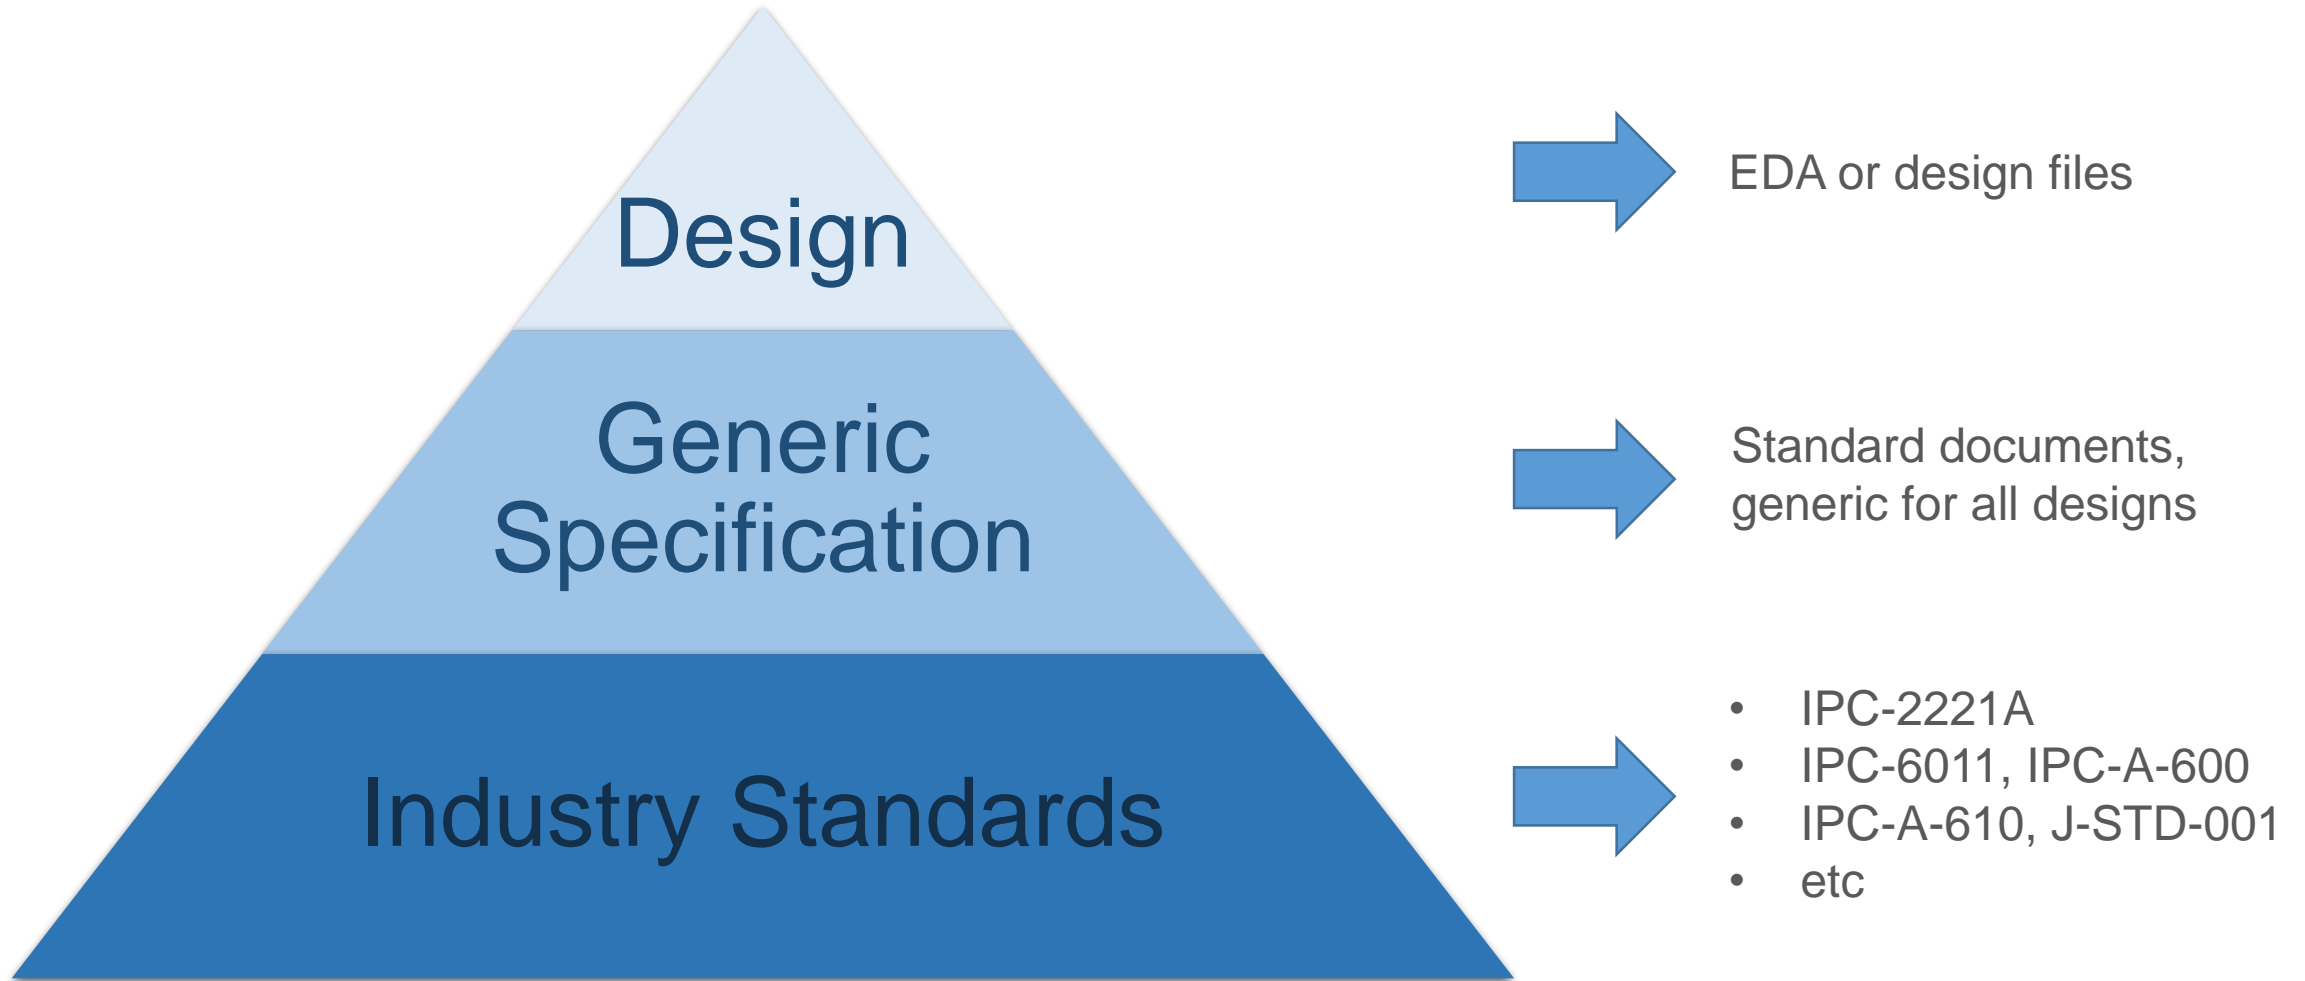 Design
EDA or design files
Generic
Specification
Standard documents,
generic for all designs
Industry Standards
• IPC-2221A
• IPC-6011, IPC-A-600
• IPC-A-610, J-STD-001
• etc